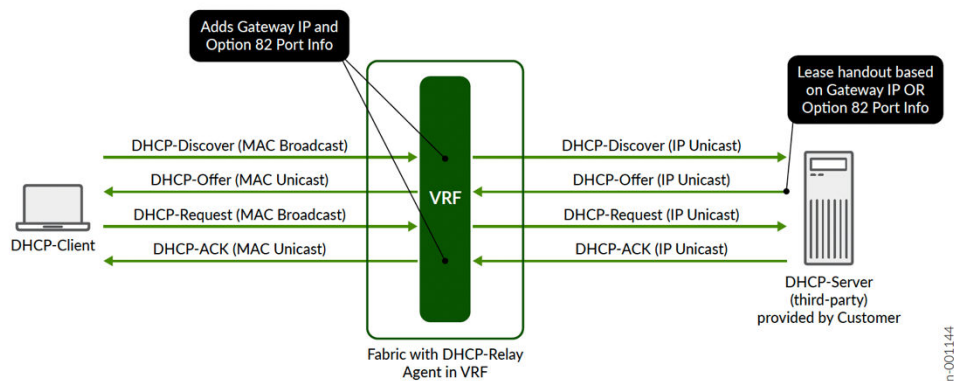 Adds Gateway IP and
Option 82 Port Info
Lease handout based
on Gateway IP OR
Option 82 Port Info
DHCP-Discover (MAC Broadcast)
DHCP-Discover (IP Unicast)
DHCP-Offer (MAC Unicast)
DHCP-Offer (IP Unicast)
VRF
DHCP-Request (MAC Broadcast)
DHCP-Request (IP Unicast)
DHCP-Client
DHCP-ACK (MAC Unicast)
DHCP-ACK (IP Unicast)
DHCP-Server
(third-party)
provided by Customer
Fabric with DHCP-Relay
Agent in VRF
n-001144